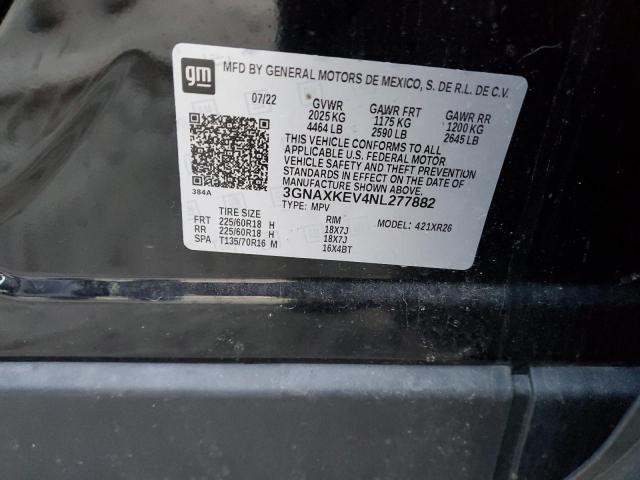 gm
MFD BY GENERAL MOTORS DE MEXICO, S. DE R.L. DE C.V.
07/22 GVWR GAWR FRT GAWR RR
2025 KG 1175 KG 1200 KG
4464 LB 2590 LB 2645 LB
THIS VEHICLE CONFORMS TO ALL
APPLICABLE U.S. FEDERAL MOTOR
VEHICLE SAFETY AND THEFT PREVENTION
STANDARDS IN EFFECT ON THE DATE OF
MANUFACTURE SHOWN ABOVE.
384A
3GNAXKEV4NL277882
TYPE: MPV MODEL: 421XR26
TIRE SIZE RIM
FRT 225/60R18 H 18X7J
RR 225/60R18 H 18X7J
SPA T135/70R16 M 16X4BT